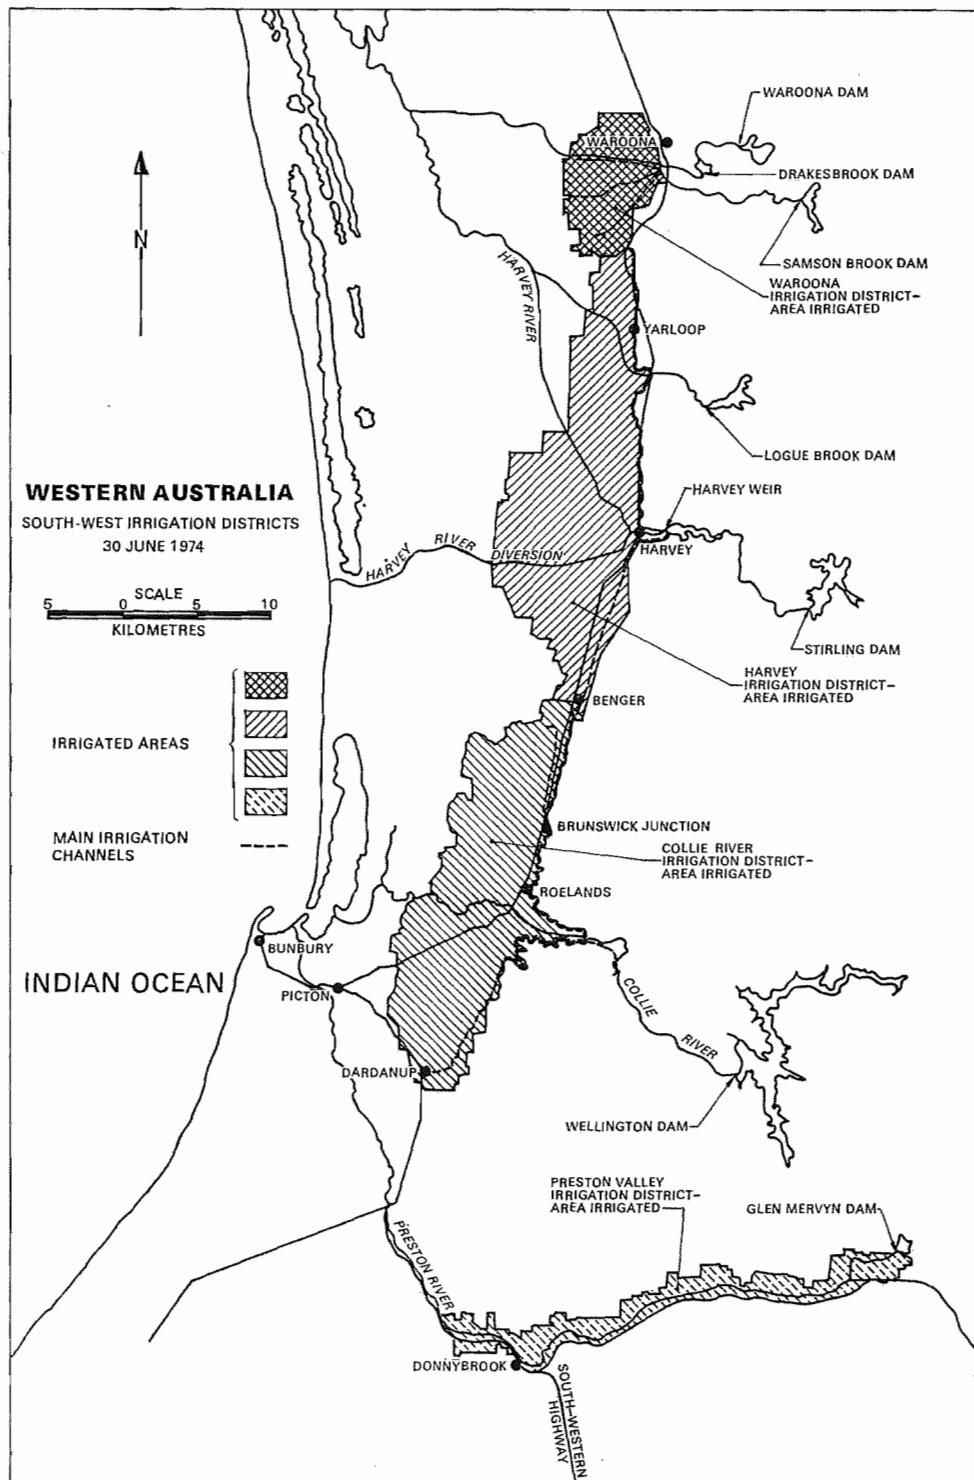 WAROONA DAM
WAROONA
DRAKESBROOK DAM
N
SAMSON BROOK DAM
HARVEY RIVER
WAROONA
IRRIGATION DISTRICT–
AREA IRRIGATED
YARLOOP
LOGUE BROOK DAM
WESTERN AUSTRALIA
SOUTH-WEST IRRIGATION DISTRICTS
30 JUNE 1974
HARVEY WEIR
HARVEY
HARVEY RIVER DIVERSION
SCALE
5 0 5 10
KILOMETRES
STIRLING DAM
HARVEY
IRRIGATION DISTRICT–
AREA IRRIGATED
BENGER
IRRIGATED AREAS
BRUNSWICK JUNCTION
MAIN IRRIGATION
CHANNELS
COLLIE RIVER
IRRIGATION DISTRICT–
AREA IRRIGATED
ROELANDS
BUNBURY
INDIAN OCEAN
PICTON
COLLIE RIVER
DARDANUP
WELLINGTON DAM
PRESTON VALLEY
IRRIGATION DISTRICT–
AREA IRRIGATED
GLEN MERVYN DAM
PRESTON RIVER
DONNYBROOK
SOUTH–WESTERN
HIGHWAY